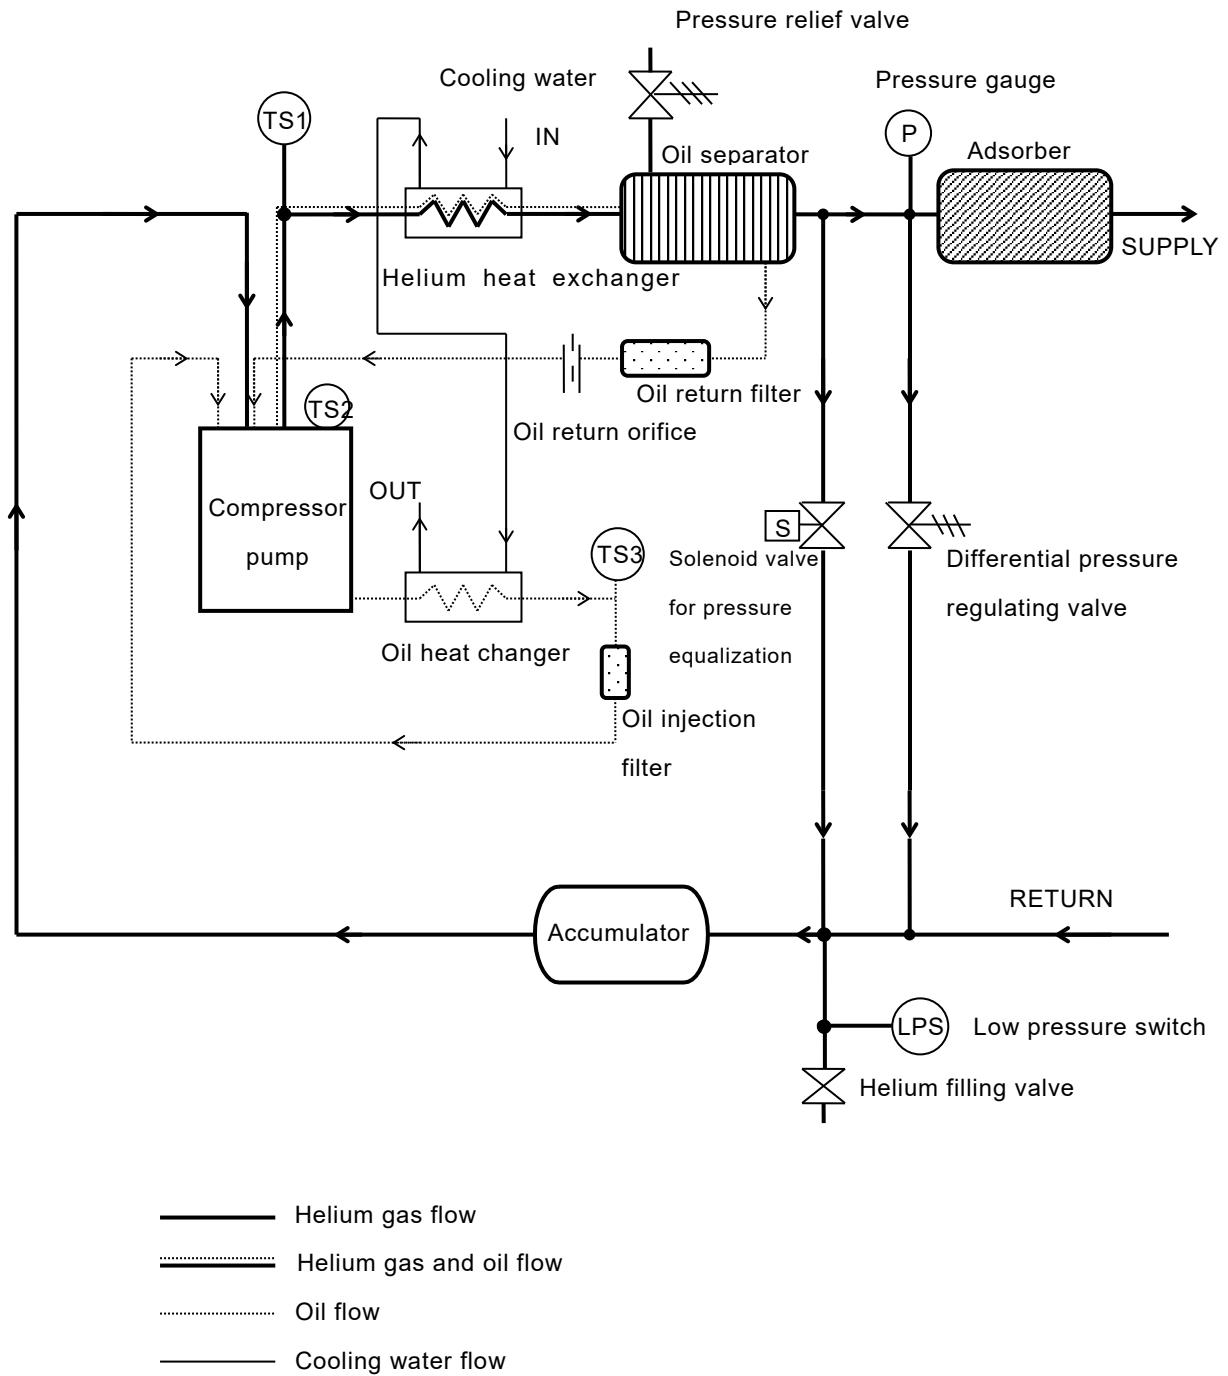 Pressure relief valve
Cooling water
Pressure gauge
TS1
IN
P
Oil separator
Adsorber
SUPPLY
Helium heat exchanger
Oil return filter
TS2
Oil return orifice
OUT
Compressor
pump
S
TS3
Solenoid valve
for pressure
equalization
Differential pressure
regulating valve
Oil heat changer
Oil injection
filter
RETURN
Accumulator
LPS
Low pressure switch
Helium filling valve
Helium gas flow
Helium gas and oil flow
Oil flow
Cooling water flow